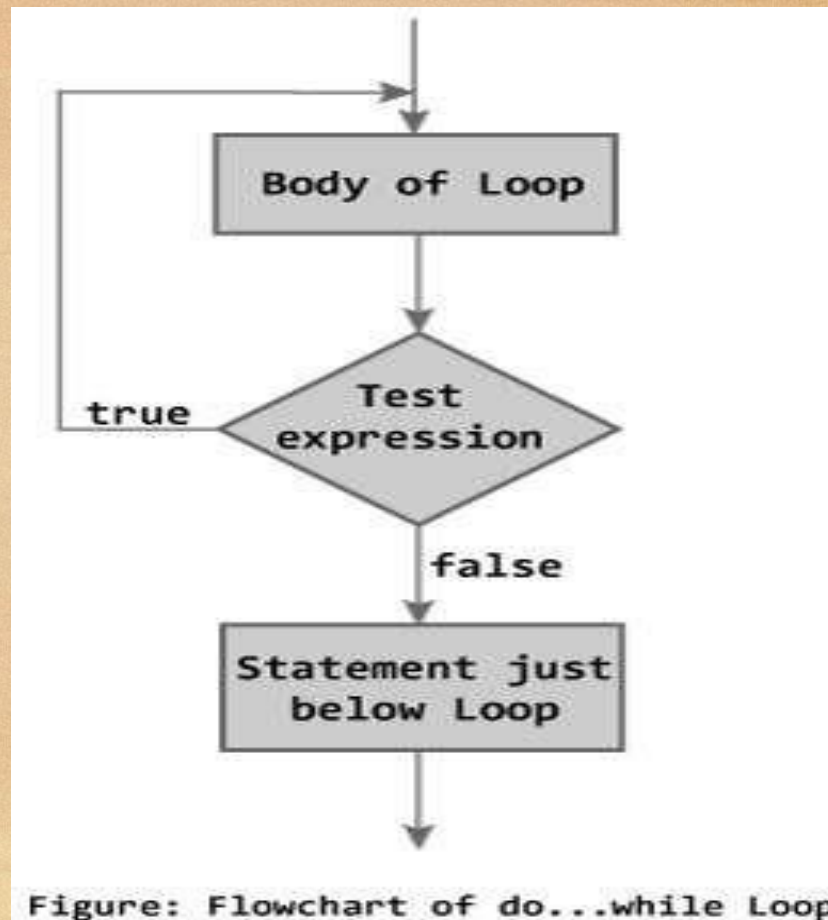 Body of Loop
Test
expression
true
false
Statement just
below Loop
Figure: Flowchart of do...while Loop